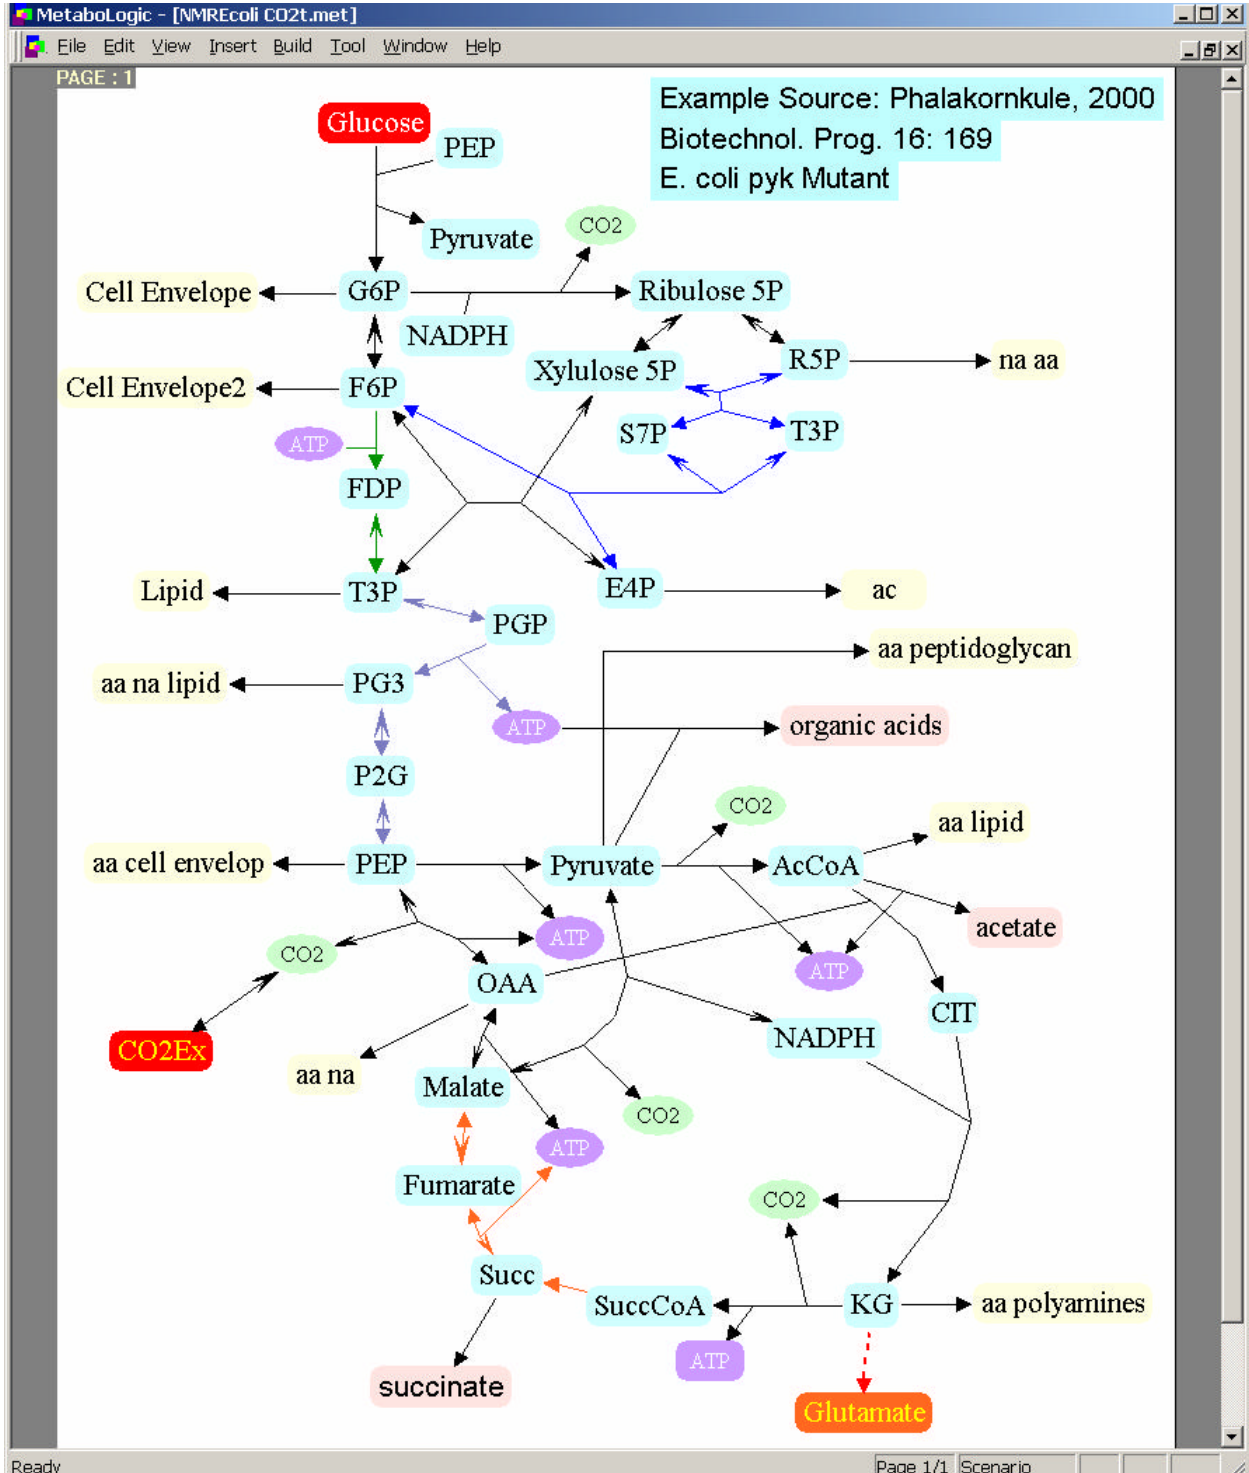 MetaboLogic - [NMREcoli CO2t.met]
File Edit View Insert Build Tool Window Help
PAGE : 1
Example Source: Phalakornkule, 2000
Biotechnol. Prog. 16: 169
E. coli pyk Mutant
Glucose
PEP
Pyruvate
CO2
Cell Envelope
G6P
Ribulose 5P
NADPH
Xylulose 5P
R5P
na aa
Cell Envelope2
F6P
ATP
S7P
T3P
FDP
Lipid
T3P
E4P
ac
PGP
aa peptidoglycan
aa na lipid
PG3
ATP
organic acids
P2G
CO2
aa lipid
aa cell envelop
PEP
Pyruvate
AcCoA
acetate
ATP
CO2
ATP
OAA
CIT
CO2Ex
NADPH
aa na
Malate
CO2
ATP
Fumarate
CO2
Succ
SuccCoA
KG
aa polyamines
ATP
succinate
Glutamate
Ready
Page 1/1 Scenario